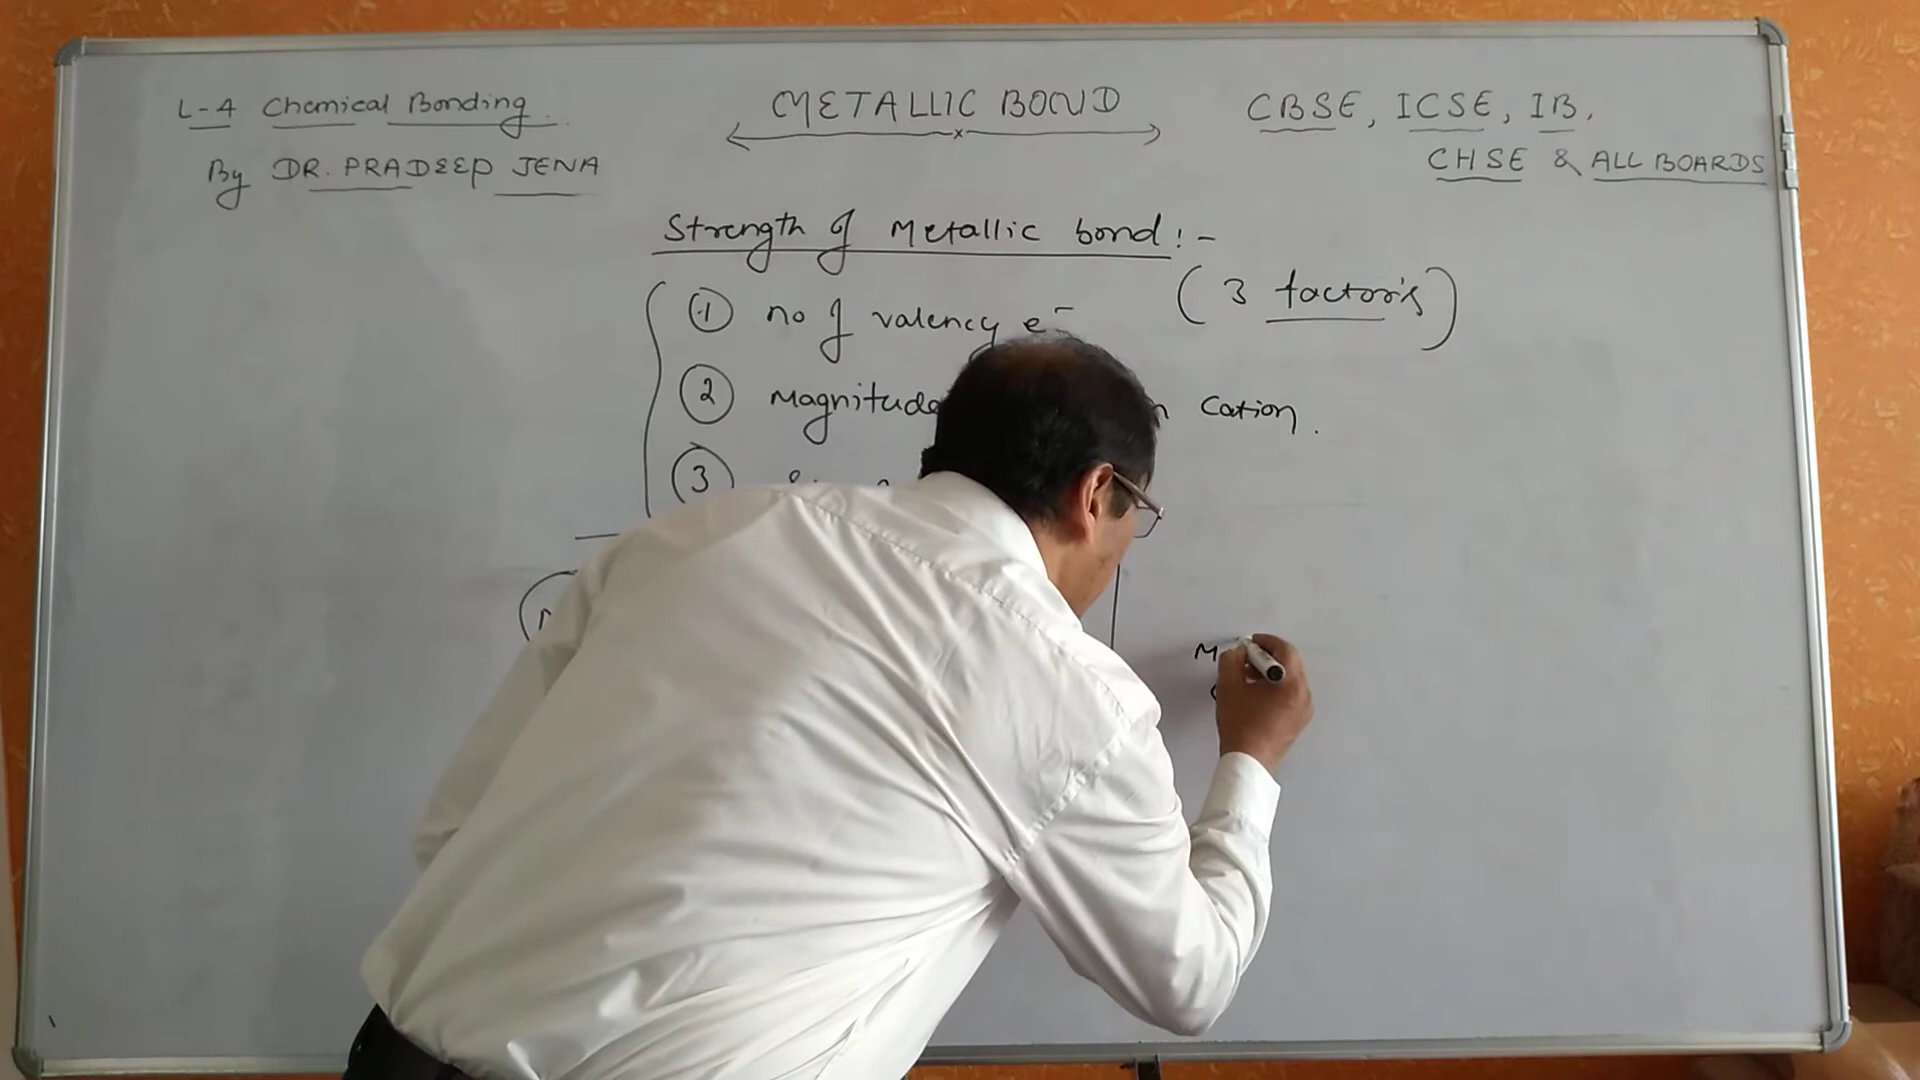 L-4 Chemical Bonding.
By DR. PRADEEP JENA
METALLIC BOND
CBSE, ICSE, IB,
CHSE & ALL BOARDS
Strength of Metallic bond:-
(3 factors)
① no of valency e⁻
② Magnitude Cation.
③
M